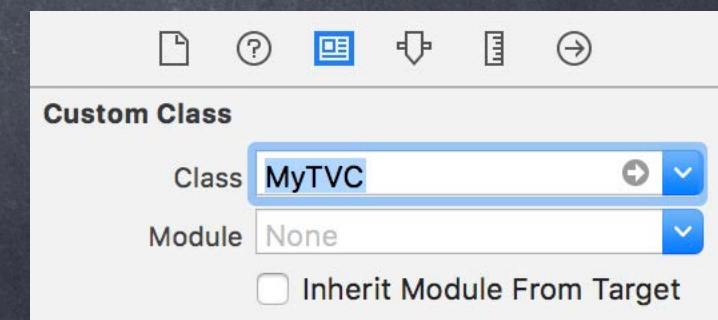 Custom Class
Class MyTVC
Module None
Inherit Module From Target